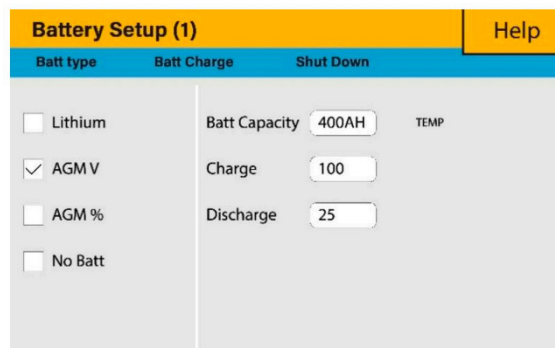 Battery Setup (1) Help
Batt type Batt Charge Shut Down
Lithium Batt Capacity 400AH TEMP
AGM V Charge 100
AGM % Discharge 25
No Batt